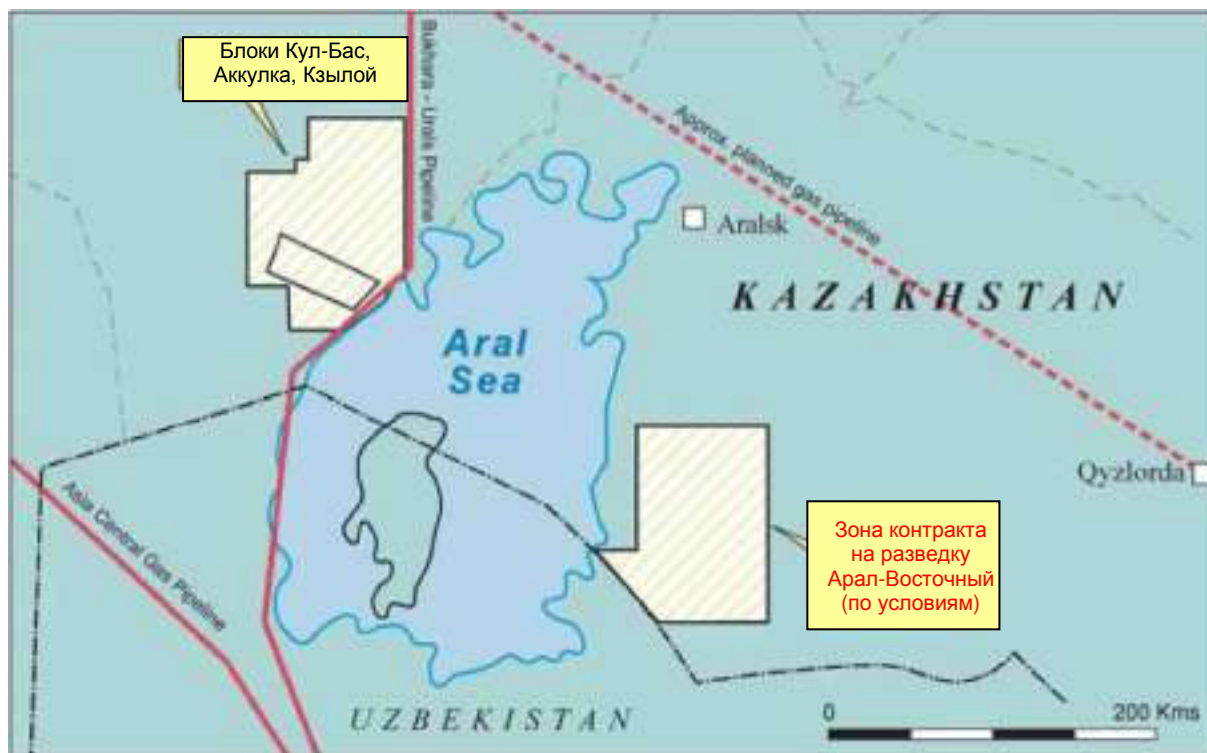 Блоки Кул-Бас,
Аккулка, Кзылой
Bukhara - Urals Pipeline
Approx. planned gas pipeline
Aralsk
KAZAKHSTAN
Aral
Sea
Qyzlorda
Asia Central Gas Pipeline
Зона контракта
на разведку
Арал-Восточный
(по условиям)
UZBEKISTAN
0 200 Kms